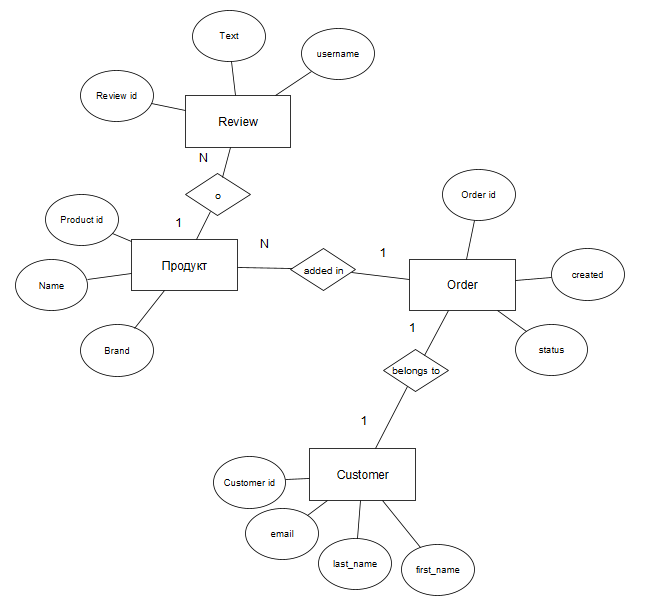 Text
username
Review id
Review
N
о
Order id
Product id
1
N
1
Продукт
added in
created
Name
Order
1
status
Brand
belongs to
1
Customer
Customer id
email
last_name
first_name